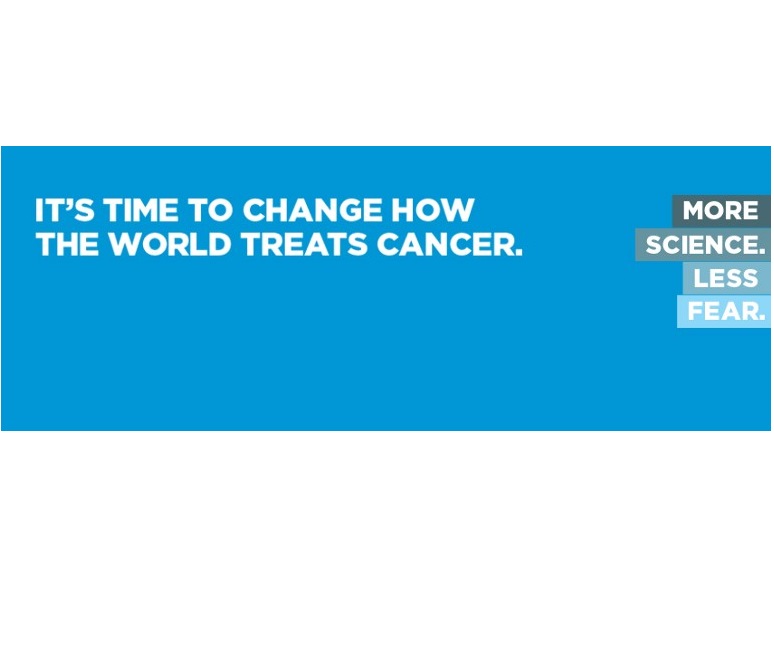 IT’S TIME TO CHANGE HOW
THE WORLD TREATS CANCER.
MORE
SCIENCE.
LESS
FEAR.